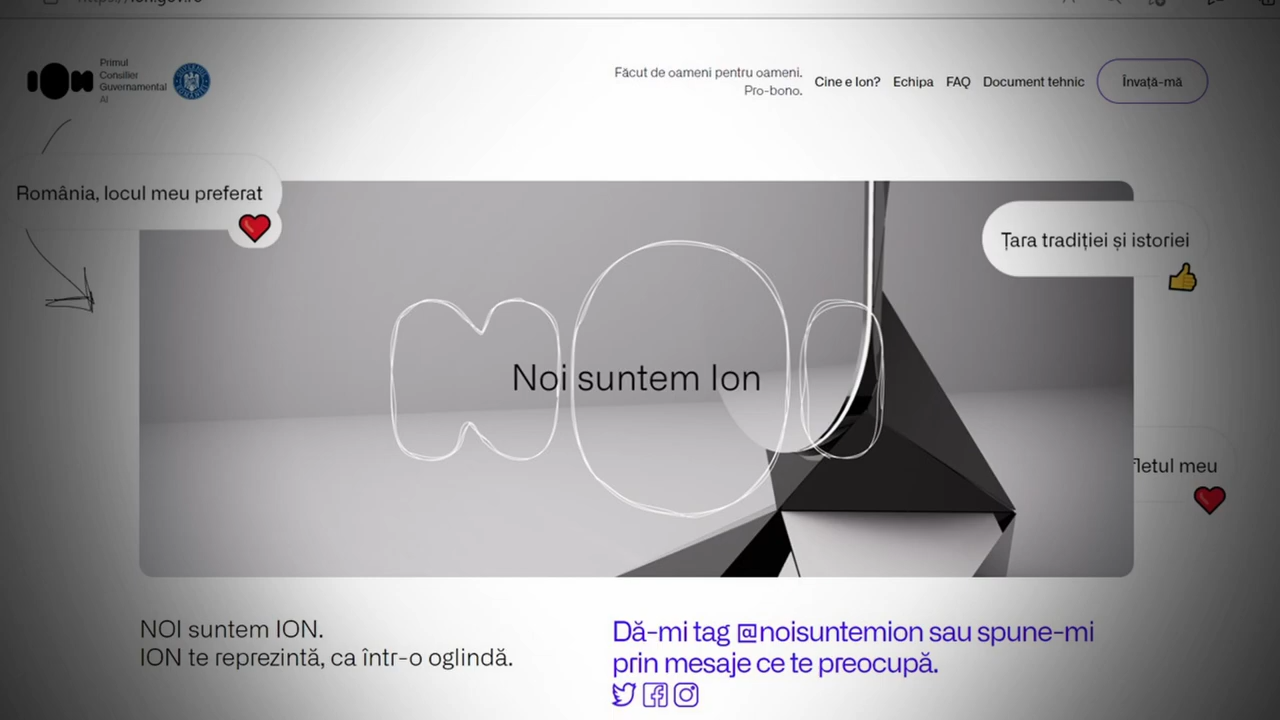 ION
Primul
Consilier
Guvernamental
AI
Făcut de oameni pentru oameni.
Pro-bono.
Cine e Ion?
Echipa
FAQ
Document tehnic
Învață-mă
România, locul meu preferat
Țara tradiției și istoriei
NOI
Noi suntem Ion
fletul meu
NOI suntem ION.
ION te reprezintă, ca într-o oglindă.
Dă-mi tag @noisuntemion sau spune-mi
prin mesaje ce te preocupă.